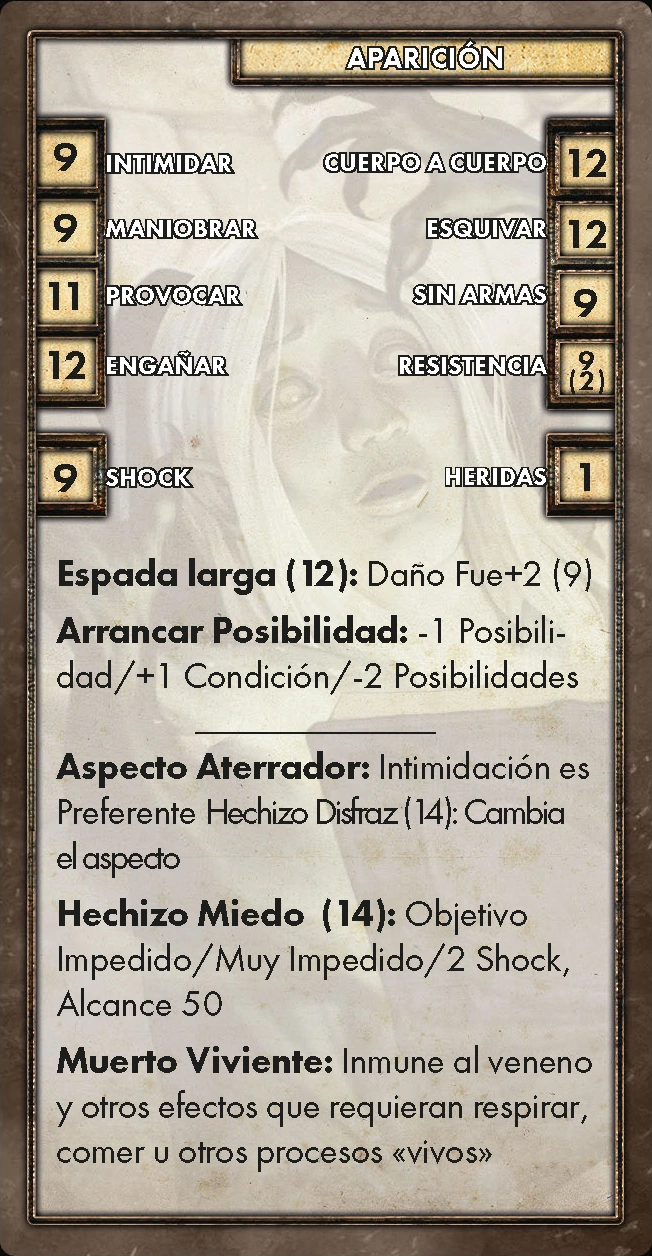 APARICIÓN
9 INTIMIDAR CUERPO A CUERPO 12
9 MANIOBRAR ESQUIVAR 12
11 PROVOCAR SIN ARMAS 9
12 ENGAÑAR RESISTENCIA 9 (2)
9 SHOCK HERIDAS 1
Espada larga (12): Daño Fue+2 (9)
Arrancar Posibilidad: -1 Posibili-
dad/+1 Condición/-2 Posibilidades
Aspecto Aterrador: Intimidación es
Preferente Hechizo Disfraz (14): Cambia
el aspecto
Hechizo Miedo (14): Objetivo
Impedido/Muy Impedido/2 Shock,
Alcance 50
Muerto Viviente: Inmune al veneno
y otros efectos que requieran respirar,
comer u otros procesos «vivos»